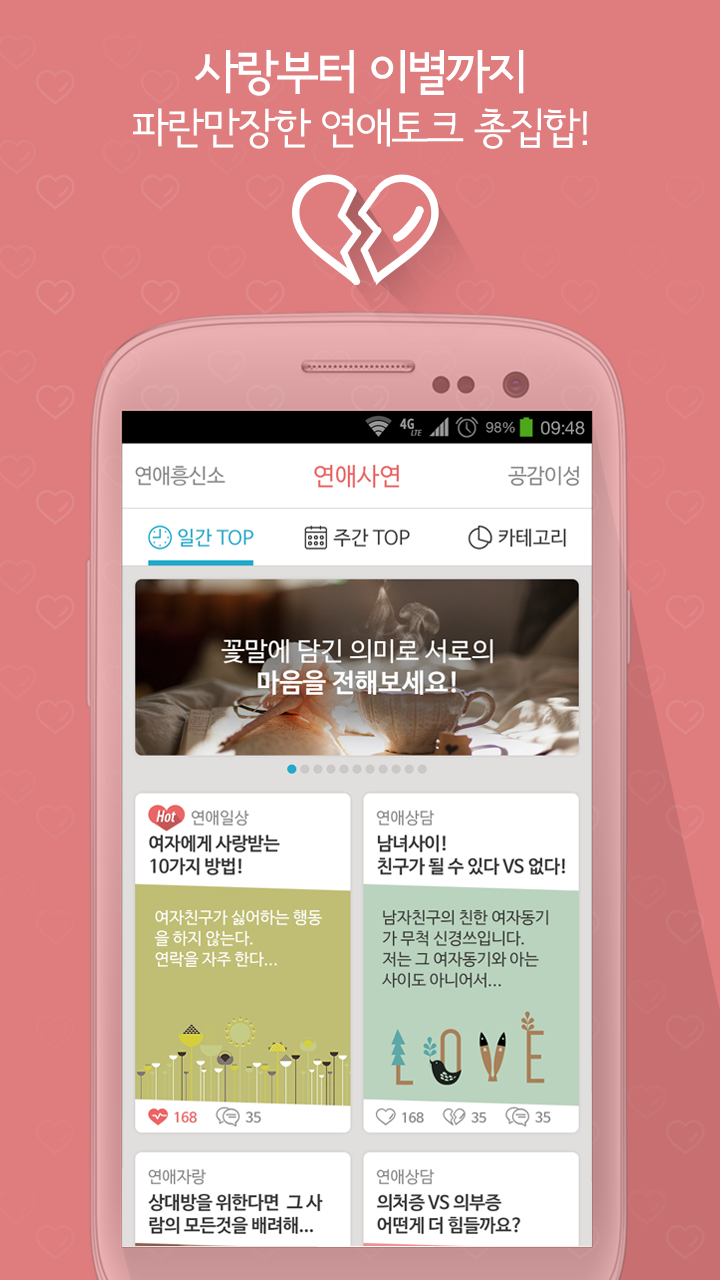 사랑부터 이별까지
파란만장한 연애토크 총집합!
4G LTE 98% 09:48
연애흥신소 연애사연 공감이성
일간 TOP 주간 TOP 카테고리
꽃말에 담긴 의미로 서로의
마음을 전해보세요!
Hot 연애일상
여자에게 사랑받는
10가지 방법!
여자친구가 싫어하는 행동
을 하지 않는다.
연락을 자주 한다...
168 35
연애상담
남녀사이!
친구가 될 수 있다 VS 없다!
남자친구의 친한 여자동기
가 무척 신경쓰입니다.
저는 그 여자동기와 아는
사이도 아니어서...
LOVE
168 35 35
연애자랑
상대방을 위한다면 그 사
람의 모든것을 배려해...
연애상담
의처증 VS 의부증
어떤게 더 힘들까요?